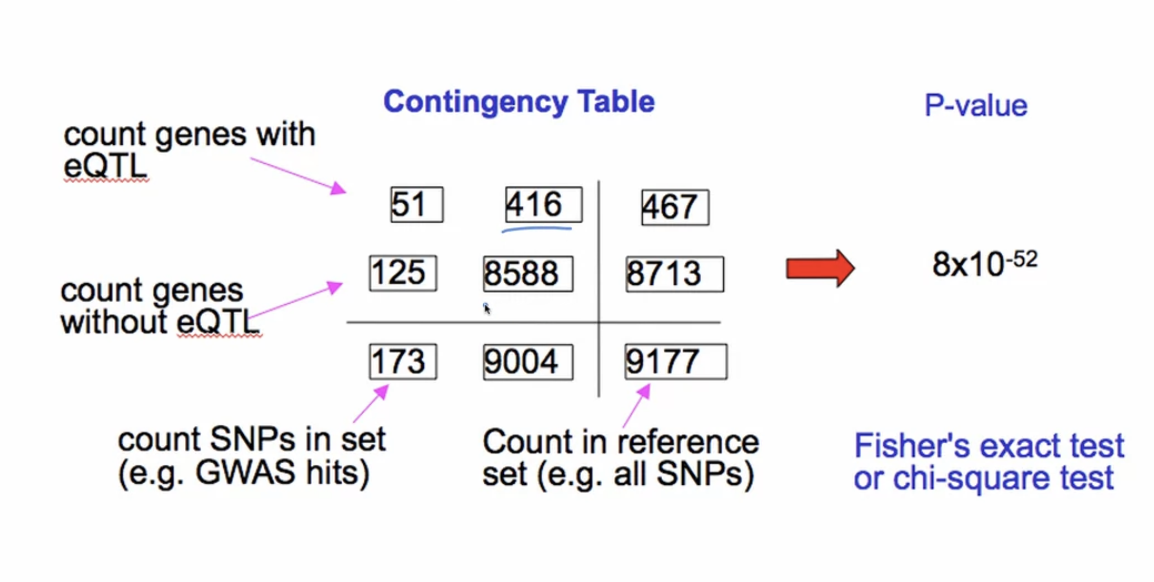 Contingency Table
P-value
count genes with
eQTL
51 416 467
125 8588 8713
8x10-52
count genes
without eQTL
173 9004 9177
count SNPs in set
(e.g. GWAS hits)
Count in reference
set (e.g. all SNPs)
Fisher's exact test
or chi-square test